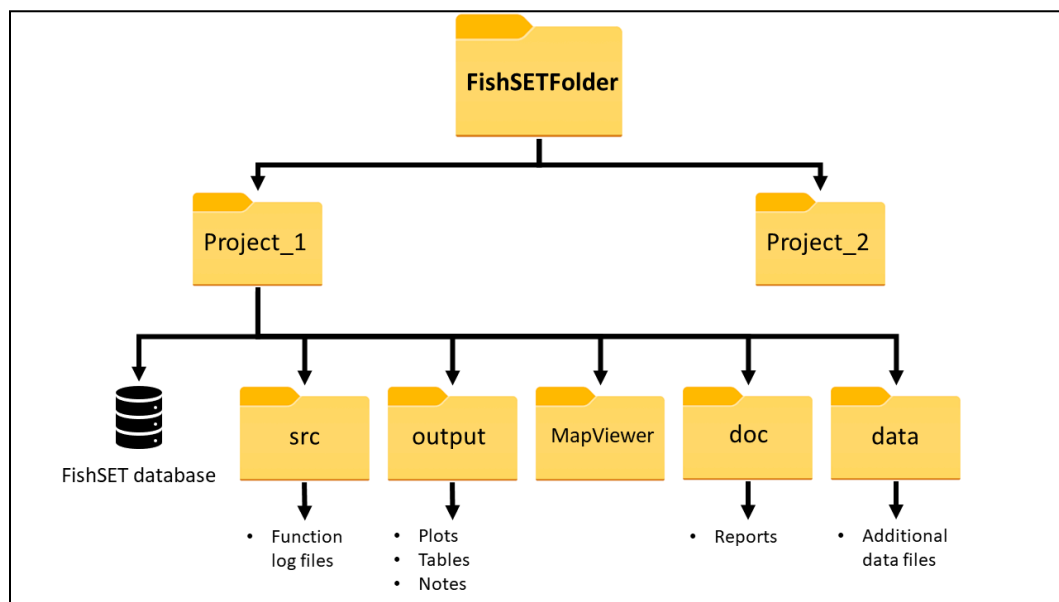 FishSETFolder
Project_1
Project_2
FishSET database
src
output
MapViewer
doc
data
• Function
log files
• Plots
• Tables
• Notes
• Reports
• Additional
data files